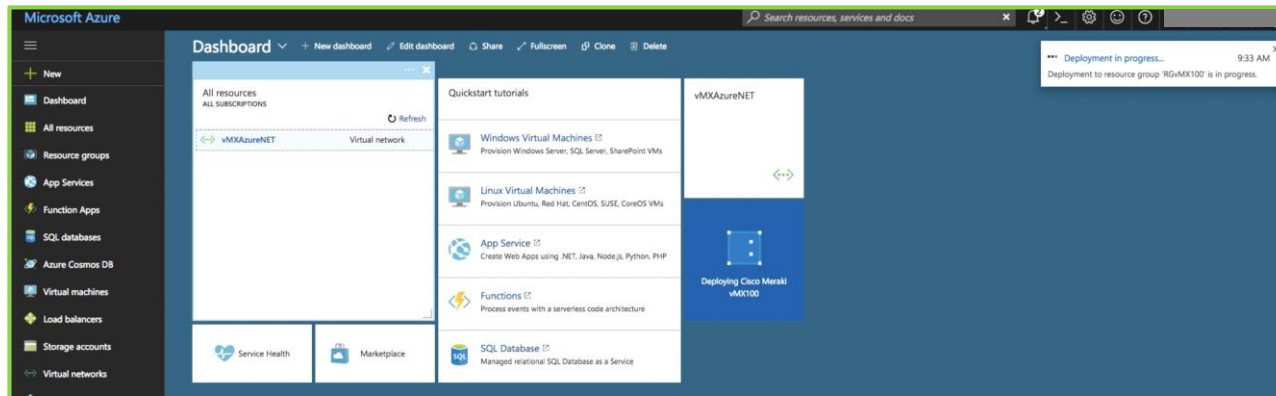 Microsoft Azure
Search resources, services and docs
2
New
Dashboard
All resources
Resource groups
App Services
Function Apps
SQL databases
Azure Cosmos DB
Virtual machines
Load balancers
Storage accounts
Virtual networks
Dashboard
New dashboard
Edit dashboard
Share
Fullscreen
Clone
Delete
All resources
ALL SUBSCRIPTIONS
Refresh
vMXAzureNET Virtual network
Service Health
Marketplace
Quickstart tutorials
Windows Virtual Machines
Provision Windows Server, SQL Server, SharePoint VMs
Linux Virtual Machines
Provision Ubuntu, Red Hat, CentOS, SUSE, CoreOS VMs
App Service
Create Web Apps using .NET, Java, Node.js, Python, PHP
Functions
Process events with a serverless code architecture
SQL
SQL Database
Managed relational SQL Database as a Service
vMXAzureNET
Deploying Cisco Meraki
vMX100
Deployment in progress... 9:33 AM
Deployment to resource group 'RGvMX100' is in progress.